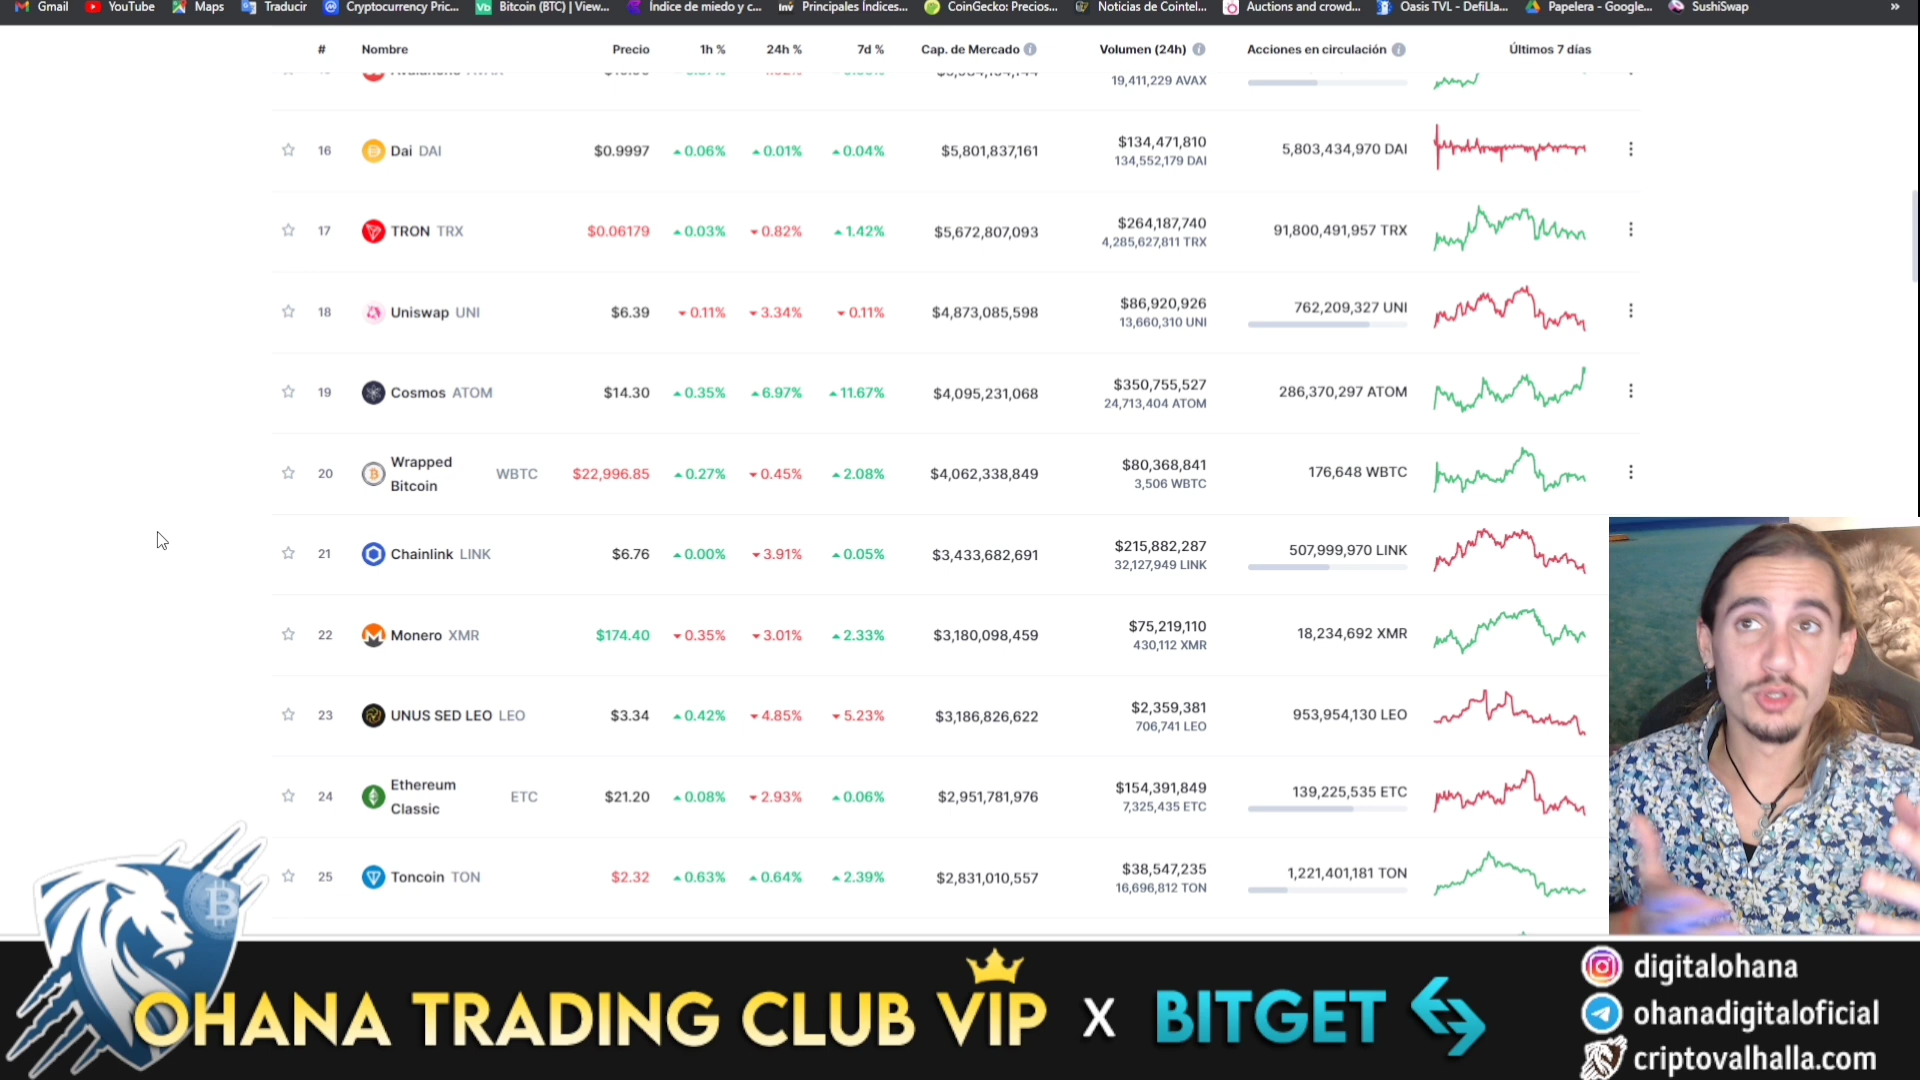 Gmail YouTube Maps Traducir Cryptocurrency Pric... Bitcoin (BTC) | View... Índice de miedo y c... Principales Índices... CoinGecko: Precios... Noticias de Cointel... Auctions and crowd... Oasis TVL - DefiLla... Papelera - Google... SushiSwap »
# Nombre Precio 1h % 24h % 7d % Cap. de Mercado Volumen (24h) Acciones en circulación Últimos 7 días
19,411,229 AVAX
16 Dai DAI $0.9997 0.06% 0.01% 0.04% $5,801,837,161 $134,471,810 5,803,434,970 DAI
134,552,179 DAI
17 TRON TRX $0.06179 0.03% 0.82% 1.42% $5,672,807,093 $264,187,740 91,800,491,957 TRX
4,285,627,811 TRX
18 Uniswap UNI $6.39 0.11% 3.34% 0.11% $4,873,085,598 $86,920,926 762,209,327 UNI
13,660,310 UNI
19 Cosmos ATOM $14.30 0.35% 6.97% 11.67% $4,095,231,068 $350,755,527 286,370,297 ATOM
24,713,404 ATOM
20 Wrapped Bitcoin WBTC $22,996.85 0.27% 0.45% 2.08% $4,062,338,849 $80,368,841 176,648 WBTC
3,506 WBTC
21 Chainlink LINK $6.76 0.00% 3.91% 0.05% $3,433,682,691 $215,882,287 507,999,970 LINK
32,127,949 LINK
22 Monero XMR $174.40 0.35% 3.01% 2.33% $3,180,098,459 $75,219,110 18,234,692 XMR
430,112 XMR
23 UNUS SED LEO LEO $3.34 0.42% 4.85% 5.23% $3,186,826,622 $2,359,381 953,954,130 LEO
706,741 LEO
24 Ethereum Classic ETC $21.20 0.08% 2.93% 0.06% $2,951,781,976 $154,391,849 139,225,535 ETC
7,325,435 ETC
25 Toncoin TON $2.32 0.63% 0.64% 2.39% $2,831,010,557 $38,547,235 1,221,401,181 TON
16,696,812 TON
OHANA TRADING CLUB VIP X BITGET
digitalohana
ohanadigitaloficial
criptovalhalla.com